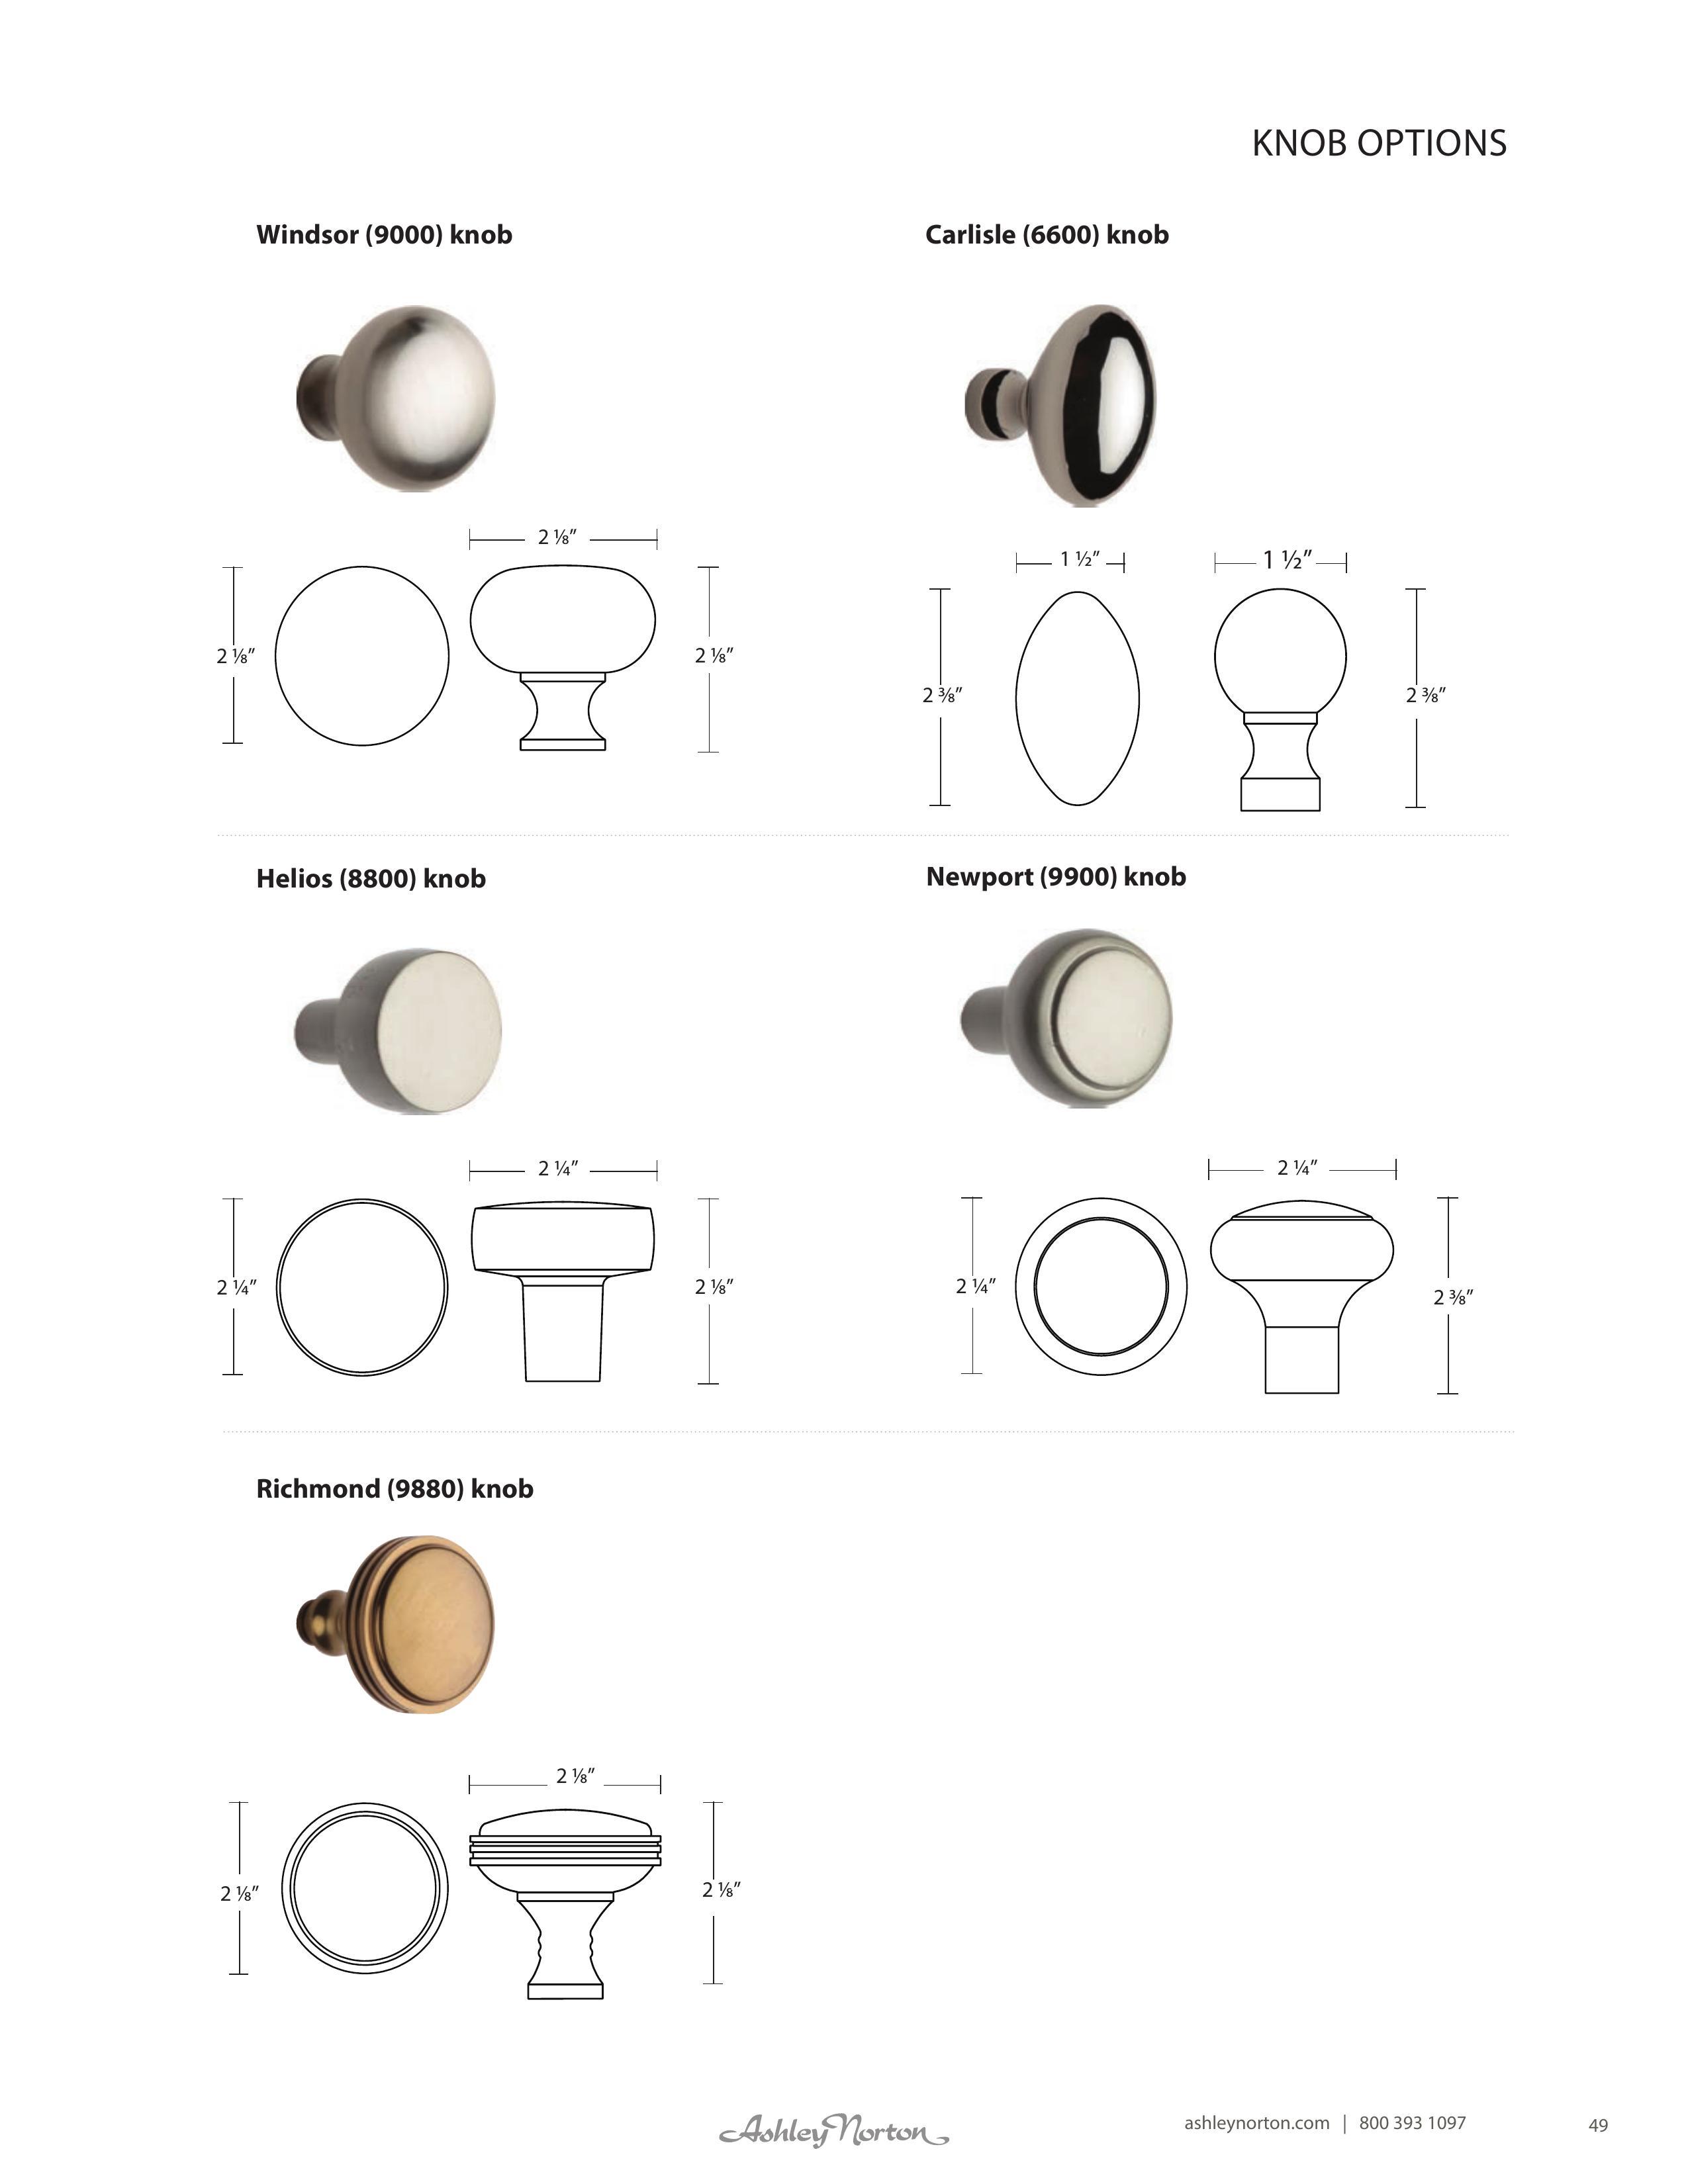 KNOB OPTIONS
Windsor (9000) knob
Carlisle (6600) knob
2 ⅛”
2 ⅛”
2 ⅛”
1 ½”
1 ½”
2 ⅜”
2 ⅜”
Helios (8800) knob
Newport (9900) knob
2 ¼”
2 ¼”
2 ⅛”
2 ¼”
2 ¼”
2 ⅜”
Richmond (9880) knob
2 ⅛”
2 ⅛”
2 ⅛”
Ashley Norton
ashleynorton.com | 800 393 1097
49